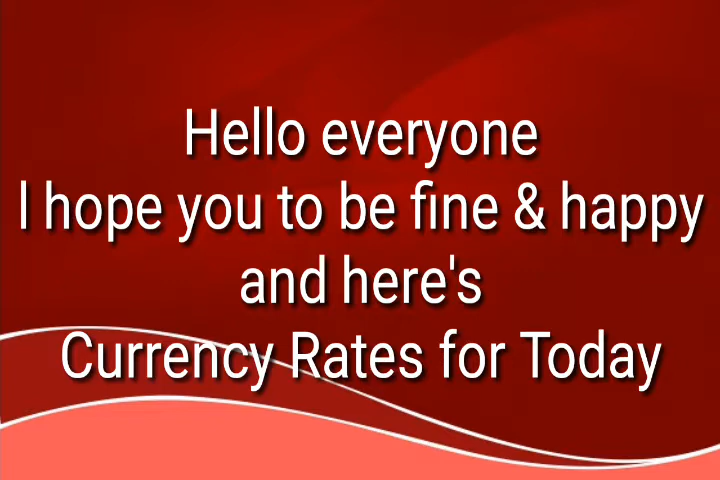 Hello everyone
I hope you to be fine & happy
and here's
Currency Rates for Today